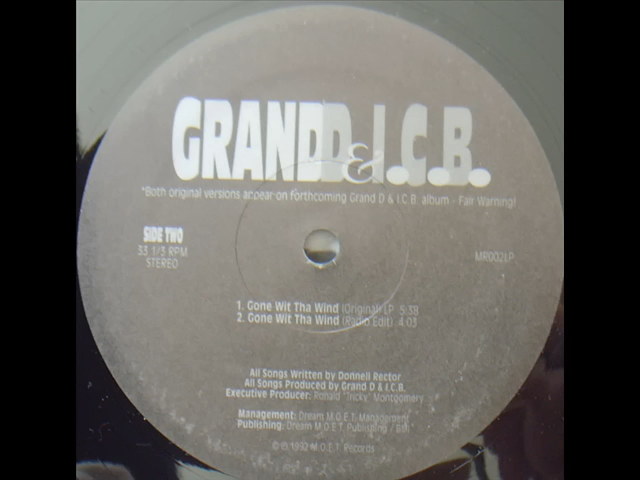 GRAND D & I.C.B.
*Both original versions appear on forthcoming Grand D & I.C.B. album - Fair Warning!
SIDE TWO
33 1/3 RPM
STEREO
MR002LP
1. Gone Wit Tha Wind (Original) LP 5:38
2. Gone Wit Tha Wind (Radio Edit) 4:03
All Songs Written by Donnell Rector
All Songs Produced by Grand D & I.C.B.
Executive Producer: Ronald "Tricky" Montgomery
Management: Dream M.O.E.T. Management
Publishing: Dream M.O.E.T. Publishing / BMI
© ℗ 1992 M.O.E.T. Records